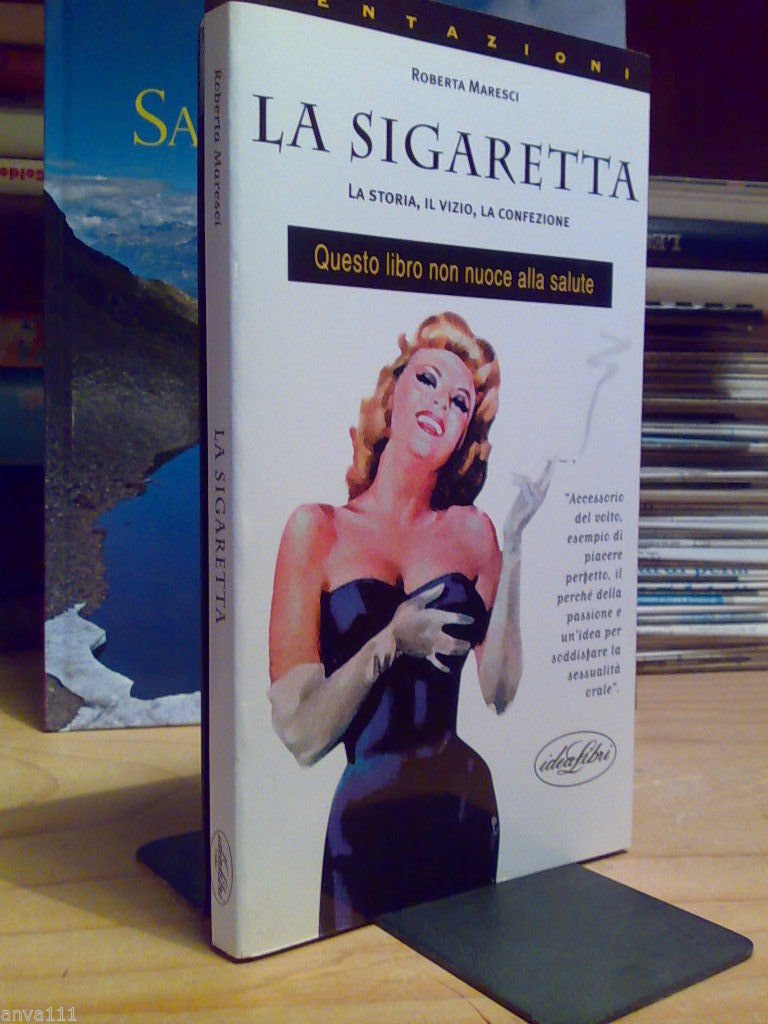 ENTAZIONI
ROBERTA MARESCI
LA SIGARETTA
LA STORIA, IL VIZIO, LA CONFEZIONE
Questo libro non nuoce alla salute
"Accessorio
del volto,
esempio di
piacere
perfetto, il
perché della
passione e
un'idea per
soddisfare la
sessualità
orale".
idealibri
Roberta Maresci
LA SIGARETTA
idealibri
SA
anva111